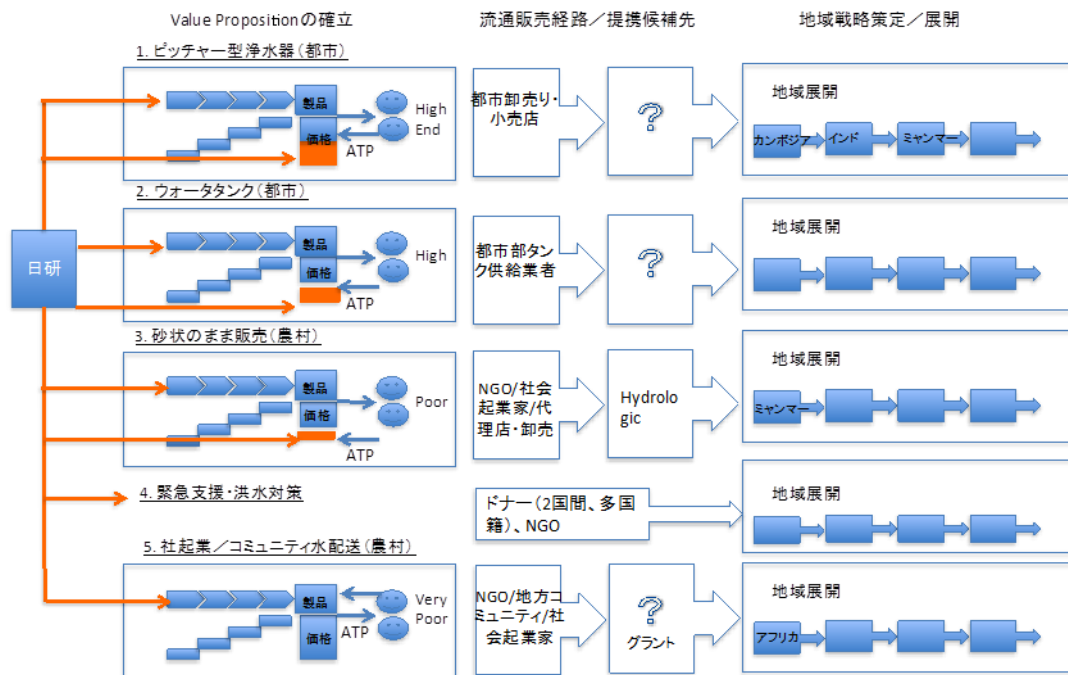 Value Propositionの確立
流通販売経路／提携候補先
地域戦略策定／展開
日研
1. ピッチャー型浄水器（都市）
製品
価格
High
End
ATP
都市卸売り・
小売店
?
地域展開
カンボジア
インド
ミャンマー
2. ウォータタンク（都市）
製品
価格
High
ATP
都市部タン
ク供給業者
?
地域展開
3. 砂状のまま販売（農村）
製品
価格
Poor
ATP
NGO/社会
起業家/代
理店・卸売
Hydrolo
gic
地域展開
ミャンマー
4. 緊急支援・洪水対策
ドナー（2国間、多国
籍）、NGO
地域展開
5. 社起業／コミュニティ水配送（農村）
製品
価格
Very
Poor
ATP
NGO/地方コ
ミュニティ/社
会起業家
?
グラント
地域展開
アフリカ